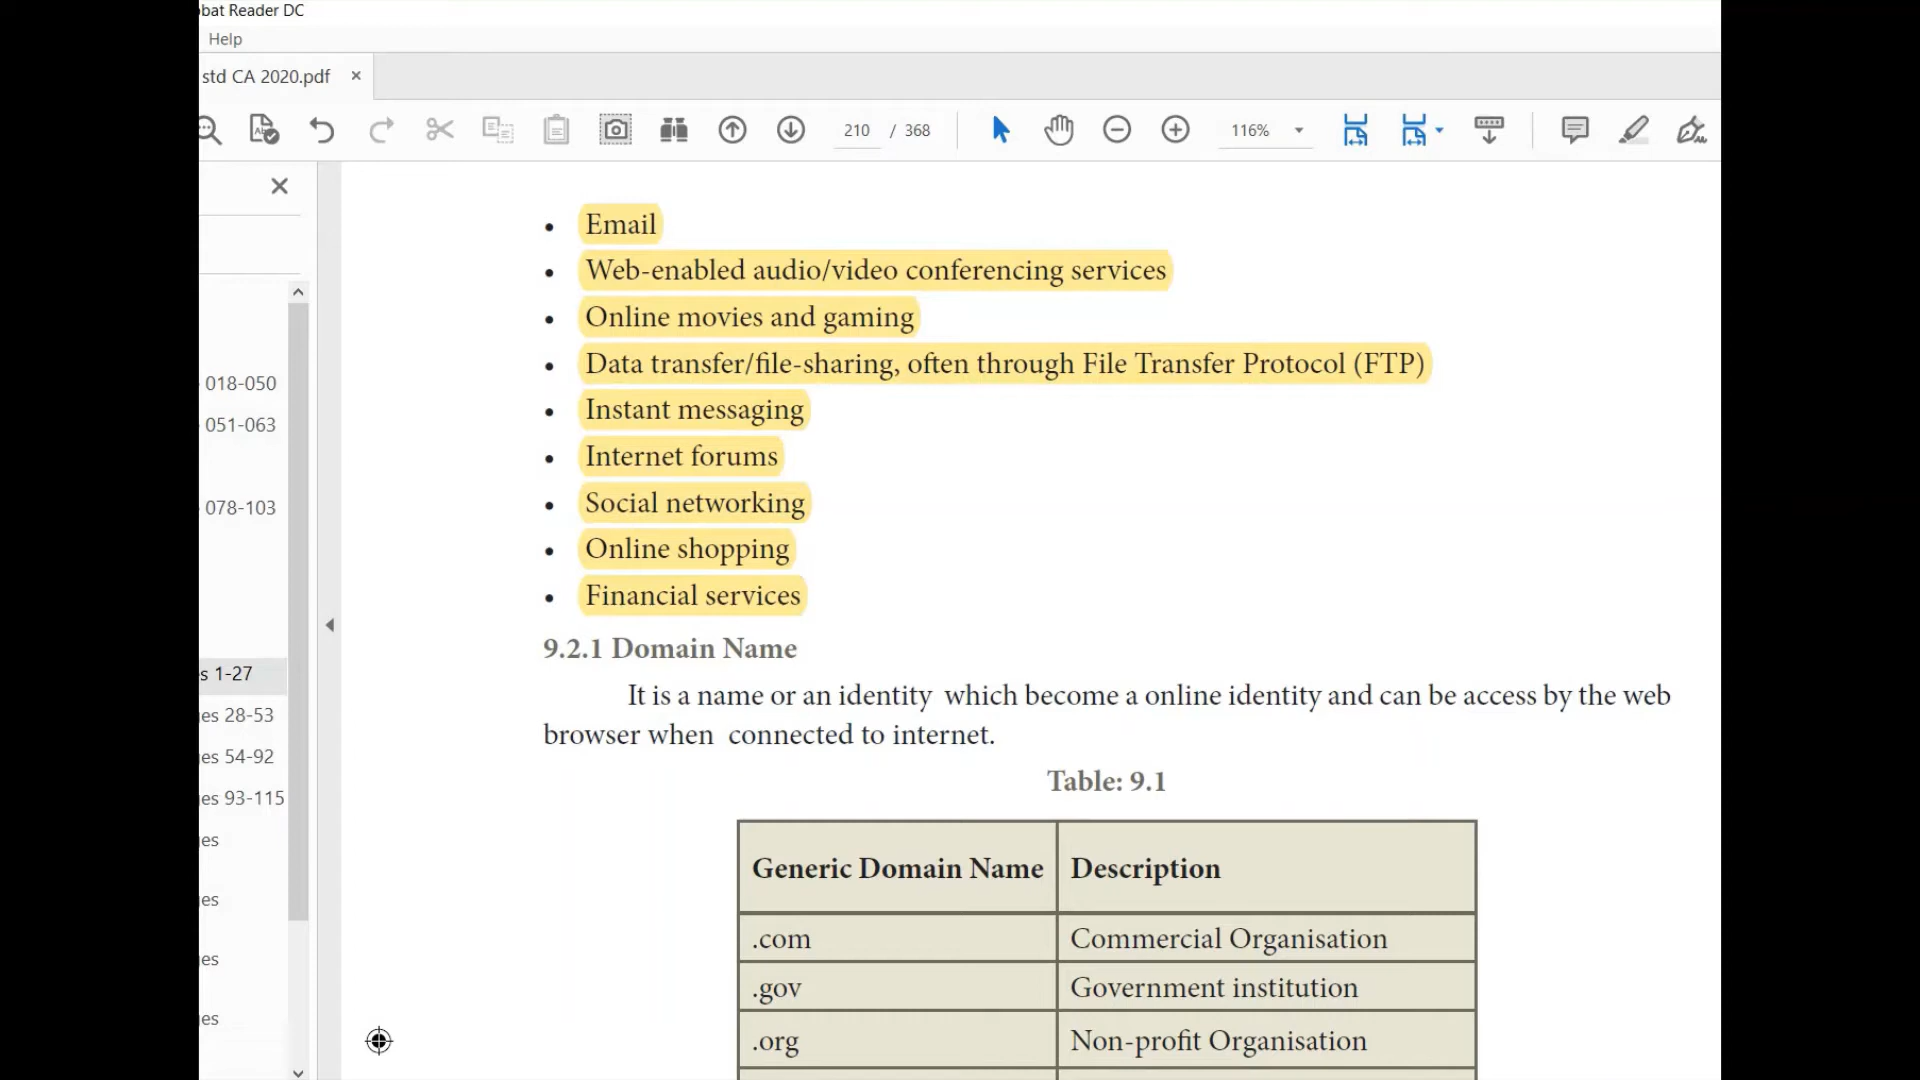 obat Reader DC
Help
std CA 2020.pdf
210 / 368
116%
018-050
051-063
078-103
s 1-27
es 28-53
es 54-92
es 93-115
es
es
es
es
• Email
• Web-enabled audio/video conferencing services
• Online movies and gaming
• Data transfer/file-sharing, often through File Transfer Protocol (FTP)
• Instant messaging
• Internet forums
• Social networking
• Online shopping
• Financial services
9.2.1 Domain Name
It is a name or an identity which become a online identity and can be access by the web
browser when connected to internet.
Table: 9.1
Generic Domain Name Description
.com Commercial Organisation
.gov Government institution
.org Non-profit Organisation